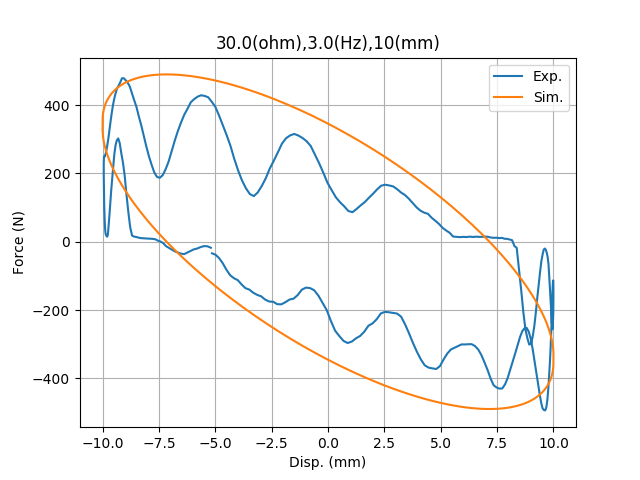 30.0(ohm),3.0(Hz),10(mm)
Exp.
Sim.
Force (N)
400
200
0
−200
−400
−10.0 −7.5 −5.0 −2.5 0.0 2.5 5.0 7.5 10.0
Disp. (mm)